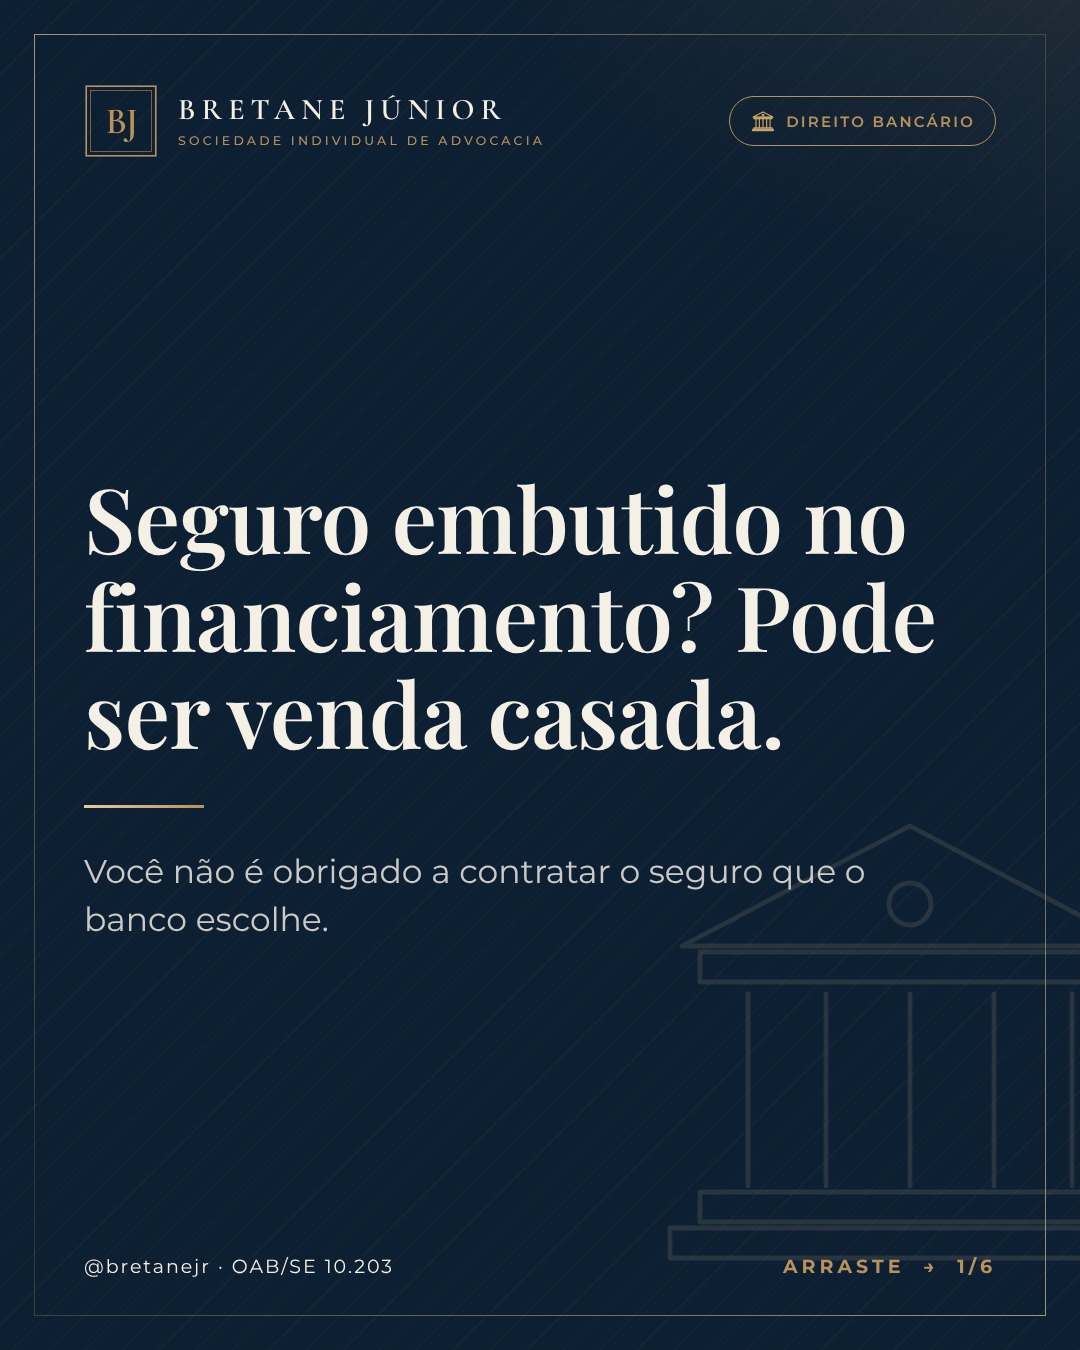 BJ
BRETANE JÚNIOR
SOCIEDADE INDIVIDUAL DE ADVOCACIA
DIREITO BANCÁRIO
Seguro embutido no
financiamento? Pode
ser venda casada.
Você não é obrigado a contratar o seguro que o
banco escolhe.
@bretanejr · OAB/SE 10.203
ARRASTE → 1/6